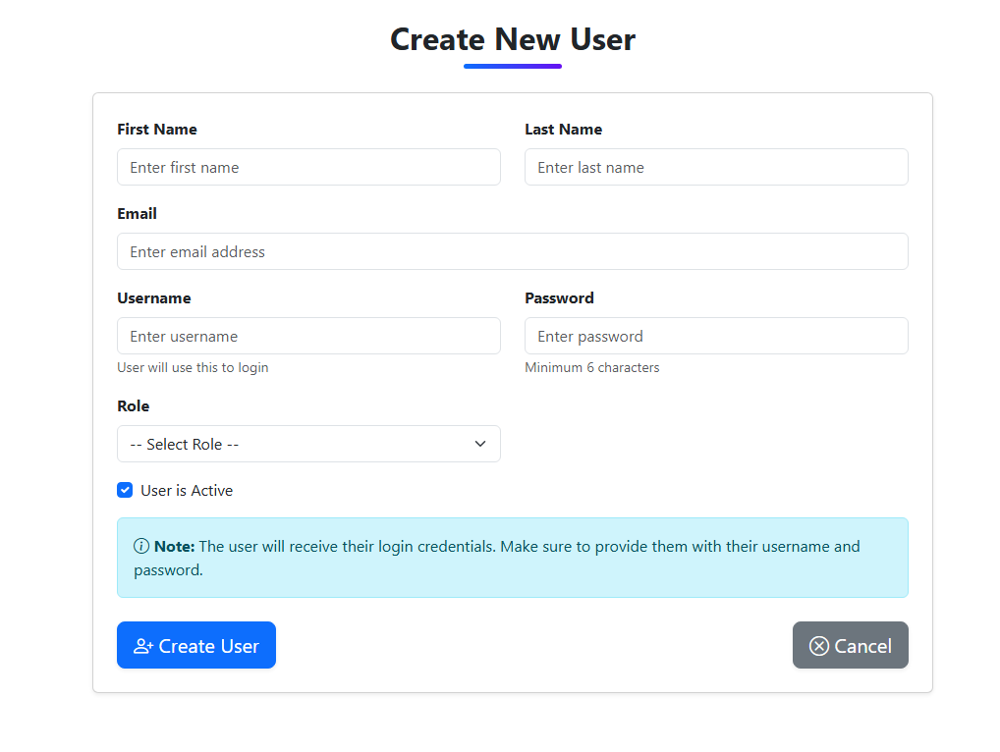 Create New User
First Name
Last Name
Enter first name
Enter last name
Email
Enter email address
Username
Password
Enter username
Enter password
User will use this to login
Minimum 6 characters
Role
-- Select Role --
User is Active
Note: The user will receive their login credentials. Make sure to provide them with their username and
password.
Create User
Cancel